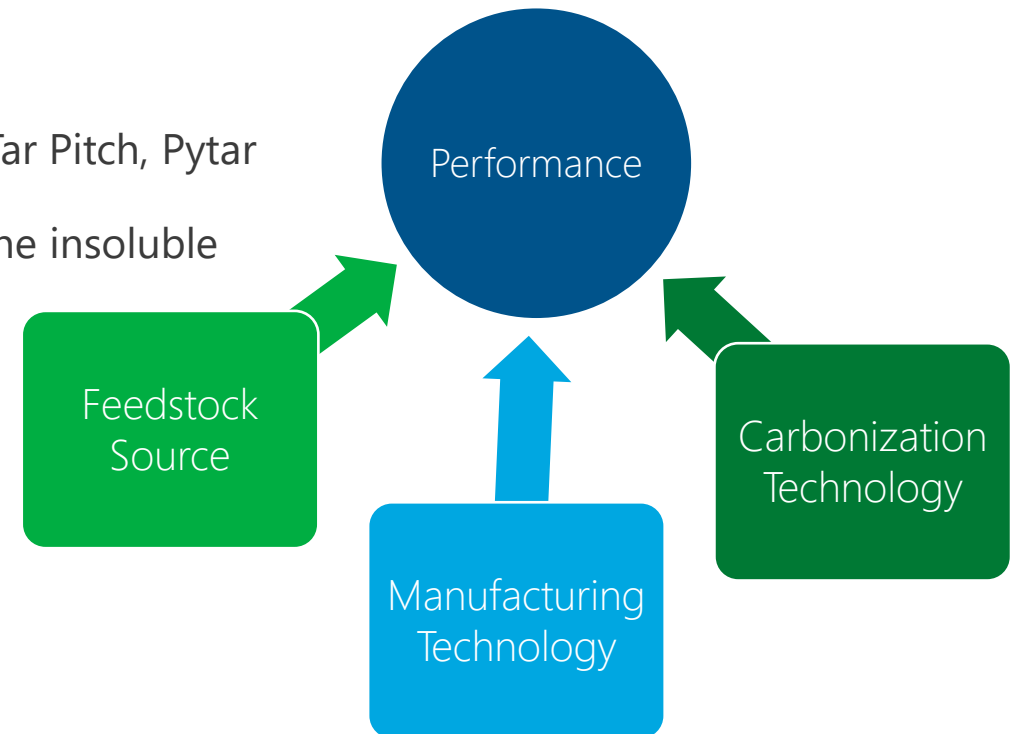 Tar Pitch, Pytar
ne insoluble
Performance
Feedstock
Source
Manufacturing
Technology
Carbonization
Technology